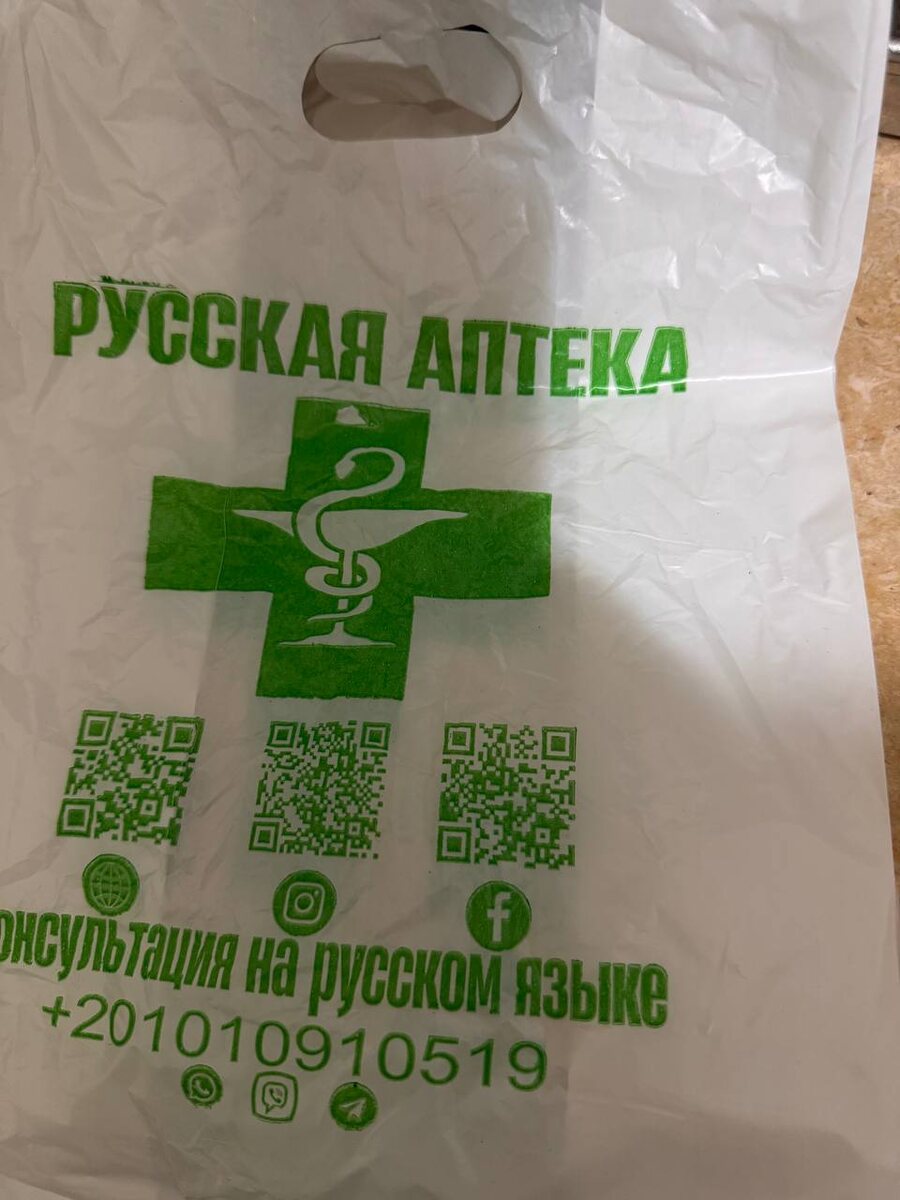 РУССКАЯ АПТЕКА
онсультация на русском языке
+201010910519